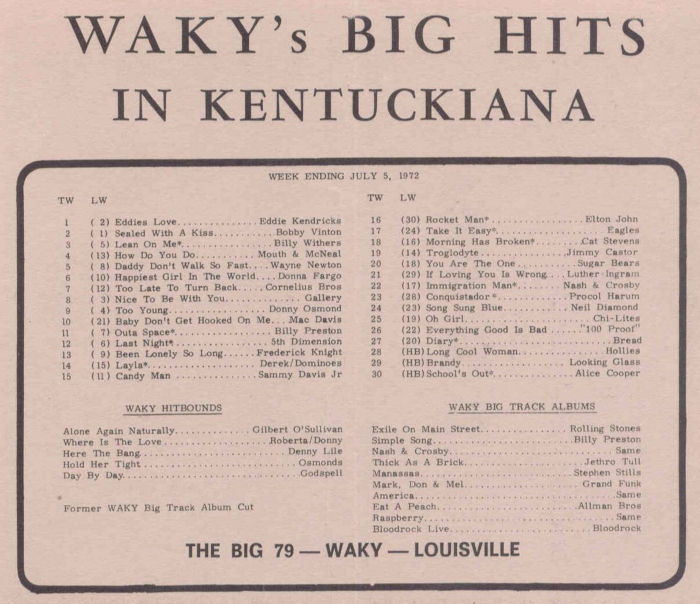 WAKY's BIG HITS
IN KENTUCKIANA
WEEK ENDING JULY 5, 1972
TW LW
1 ( 2) Eddies Love.............Eddie Kendricks
2 ( 1) Sealed With A Kiss...........Bobby Vinton
3 ( 5) Lean On Me*................Billy Withers
4 (13) How Do You Do............Mouth & McNeal
5 ( 8) Daddy Don't Walk So Fast....Wayne Newton
6 (10) Happiest Girl In The World....Donna Fargo
7 (12) Too Late To Turn Back.....Cornelius Bros
8 ( 3) Nice To Be With You.............Gallery
9 ( 4) Too Young..................Donny Osmond
10 (21) Baby Don't Get Hooked On Me...Mac Davis
11 ( 7) Outa Space*................Billy Preston
12 ( 6) Last Night*................5th Dimension
13 ( 9) Been Lonely So Long.....Frederick Knight
14 (15) Layla*....................Derek/Dominoes
15 (11) Candy Man ..............Sammy Davis Jr
TW LW
16 (30) Rocket Man*..................Elton John
17 (24) Take It Easy*....................Eagles
18 (16) Morning Has Broken*.........Cat Stevens
19 (14) Troglodyte................Jimmy Castor
20 (18) You Are The One...........Sugar Bears
21 (29) If Loving You Is Wrong....Luther Ingram
22 (17) Immigration Man*........Nash & Crosby
23 (28) Conquistador *.............Procol Harum
24 (23) Song Sung Blue.............Neil Diamond
25 (19) Oh Girl.........................Chi-Lites
26 (22) Everything Good Is Bad ....."100 Proof"
27 (20) Diary*............................Bread
28 (HB) Long Cool Woman................Hollies
29 (HB) Brandy...................Looking Glass
30 (HB) School's Out*...............Alice Cooper
WAKY HITBOUNDS
Alone Again Naturally.............Gilbert O'Sullivan
Where Is The Love..................Roberta/Donny
Here The Bang.........................Denny Lile
Hold Her Tight...........................Osmonds
Day By Day...............................Godspell
Former WAKY Big Track Album Cut
WAKY BIG TRACK ALBUMS
Exile On Main Street..............Rolling Stones
Simple Song........................Billy Preston
Nash & Crosby...............................Same
Thick As A Brick.....................Jethro Tull
Manassas..........................Stephen Stills
Mark, Don & Mel......................Grand Funk
America.....................................Same
Eat A Peach.........................Allman Bros
Raspberry...................................Same
Bloodrock Live.........................Bloodrock
THE BIG 79 — WAKY — LOUISVILLE